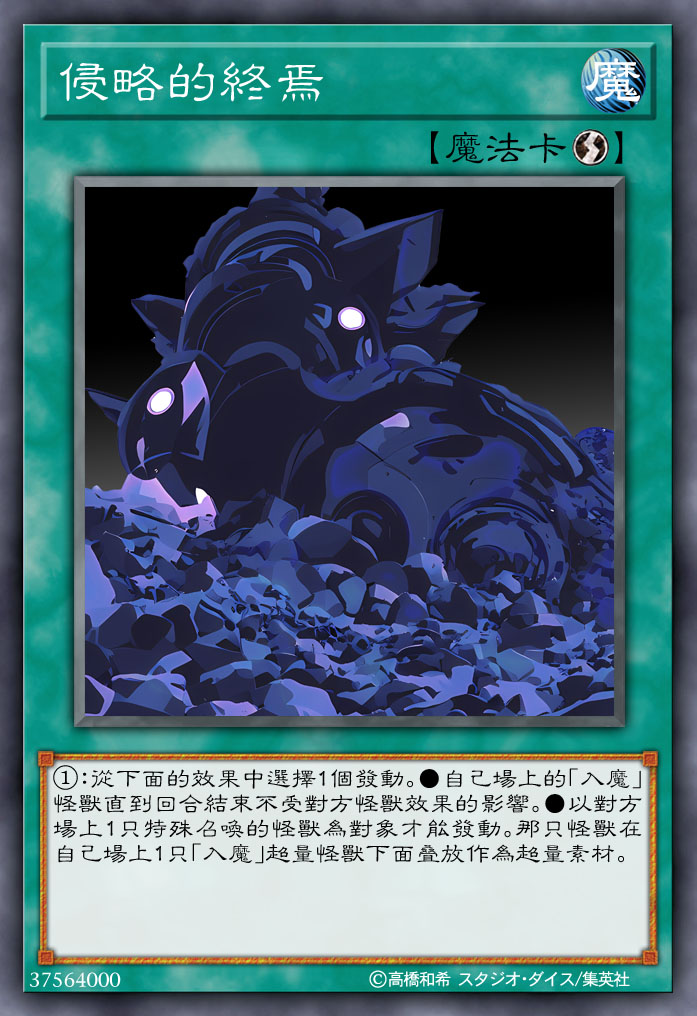 侵略的終焉
魔
【魔法卡】
①:從下面的效果中選擇1個發動。●自己場上的「入魔」
怪獸直到回合結束不受對方怪獸效果的影響。●以對方
場上1只特殊召喚的怪獸為對象才能發動。那只怪獸在
自己場上1只「入魔」超量怪獸下面疊放作為超量素材。
37564000
©高橋和希 スタジオ・ダイス/集英社